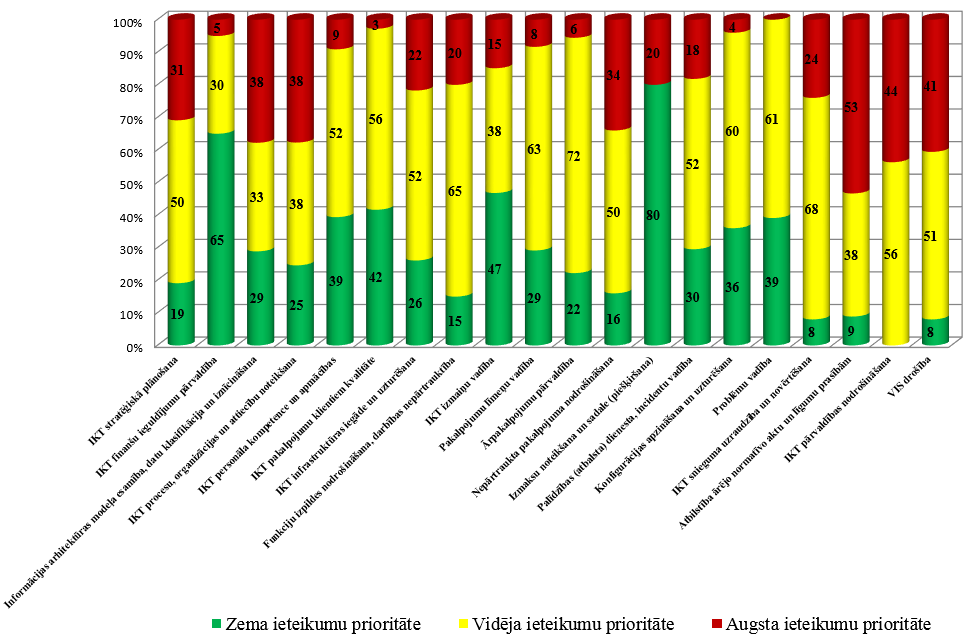 100%
90%
80%
70%
60%
50%
40%
30%
20%
10%
0%
31
50
19
5
30
65
38
33
29
38
38
25
9
52
39
3
56
42
22
52
26
20
65
15
15
38
47
8
63
29
6
72
22
34
50
16
20
80
18
52
30
4
60
36
61
39
24
68
8
53
38
9
44
56
41
51
8
IKT stratēģiskā plānošana
IKT finanšu ieguldījumu pārvaldība
Informācijas arhitektūras modeļa esamība, datu klasifikācija un iznīcināšana
IKT procesu, organizācijas un attiecību noteikšana
IKT personāla kompetence un apmācības
IKT pakalpojumu klientiem kvalitāte
IKT infrastruktūras iegāde un uzturēšana
Funkciju izpildes nodrošināšana, darbības nepārtrauktība
IKT izmaiņu vadība
Pakalpojumu līmeņu vadība
Ārpakalpojumu pārvaldība
Nepārtraukta pakalpojuma nodrošināšana
Izmaksu noteikšana un sadale (piešķiršana)
Palīdzības (atbalsta) dienesta, incidentu vadība
Konfigurācijas apzināšana un uzturēšana
Problēmu vadība
IKT snieguma uzraudzība un novērtēšana
Atbilstība ārējo normatīvo aktu un līgumu prasībām
IKT pārvaldības nodrošināšana
VIS drošība
Zema ieteikumu prioritāte
Vidēja ieteikumu prioritāte
Augsta ieteikumu prioritāte